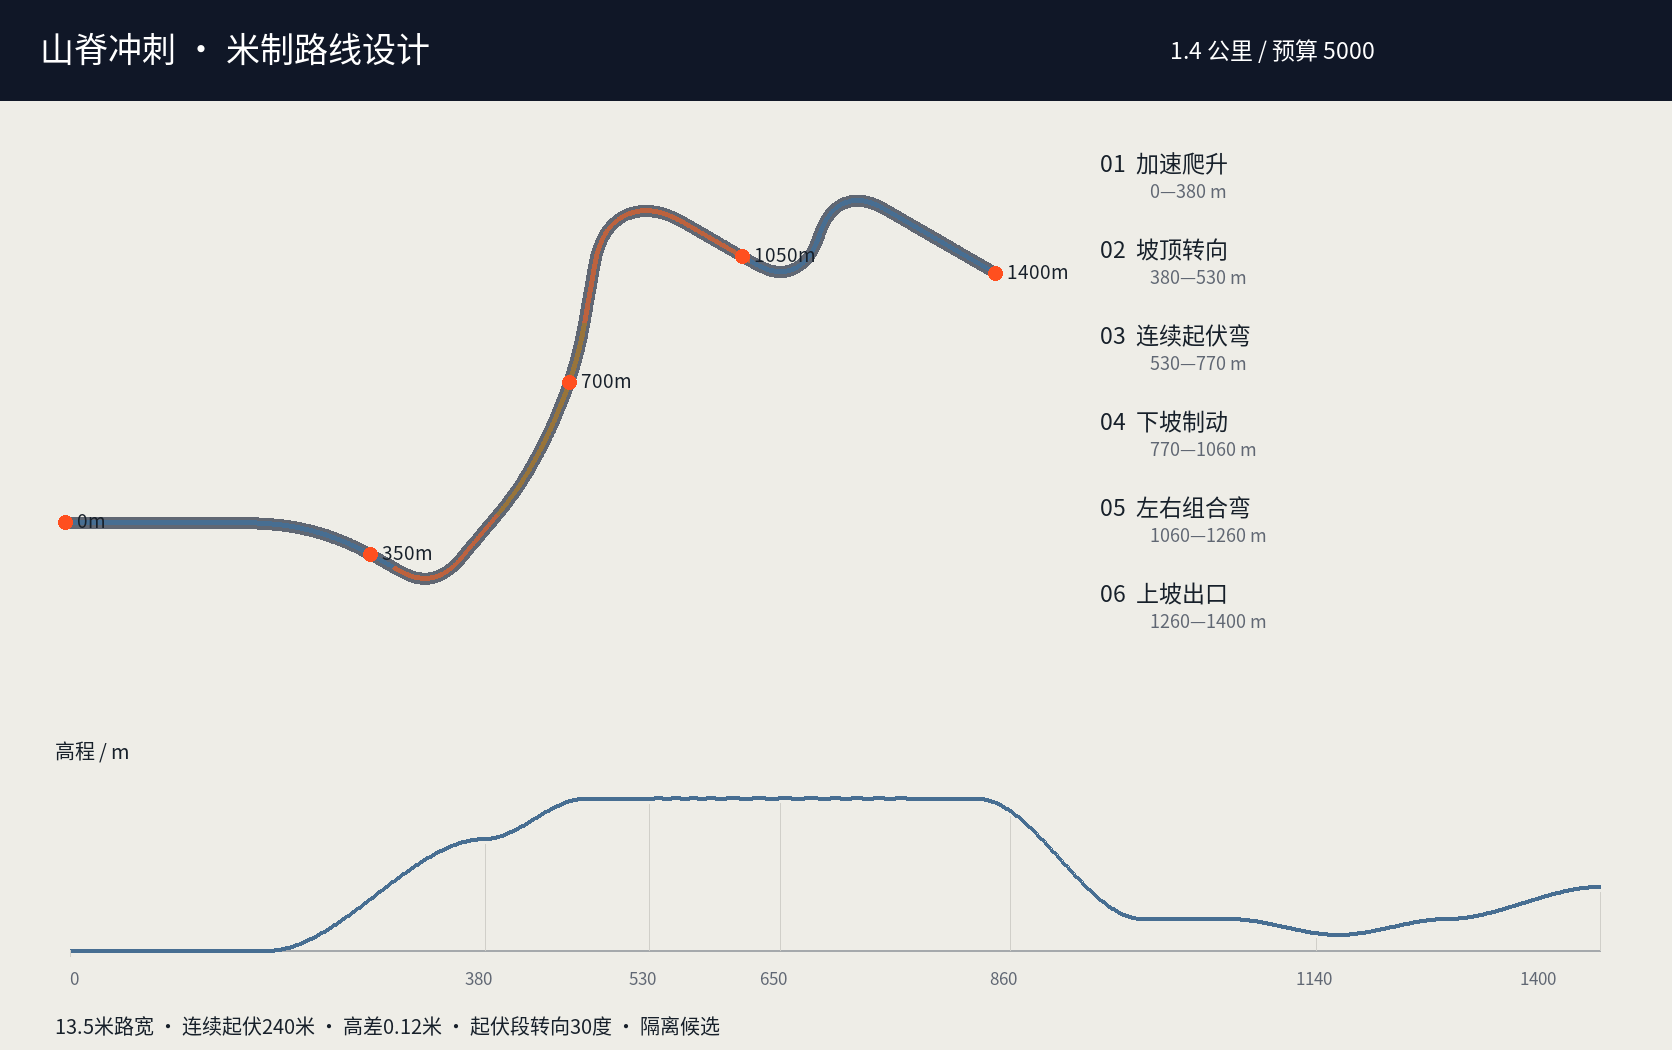 山脊冲刺 · 米制路线设计
1.4 公里 / 预算 5000
01 加速爬升
0—380 m
02 坡顶转向
380—530 m
03 连续起伏弯
530—770 m
04 下坡制动
770—1060 m
05 左右组合弯
1060—1260 m
06 上坡出口
1260—1400 m
1050m
1400m
700m
0m
350m
高程 / m
0
380
530
650
860
1140
1400
13.5米路宽 · 连续起伏240米 · 高差0.12米 · 起伏段转向30度 · 隔离候选